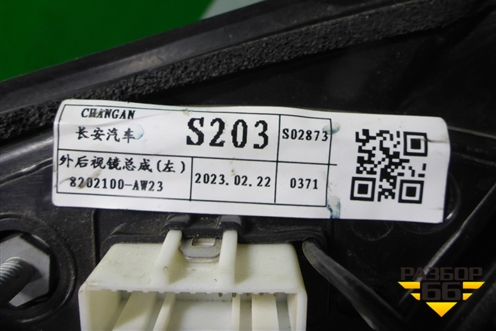 CHANGAN
长安汽车
S203
S02873
外后视镜总成(左)
8202100-AW23
2023.02.22
0371
РАЗБОР
66